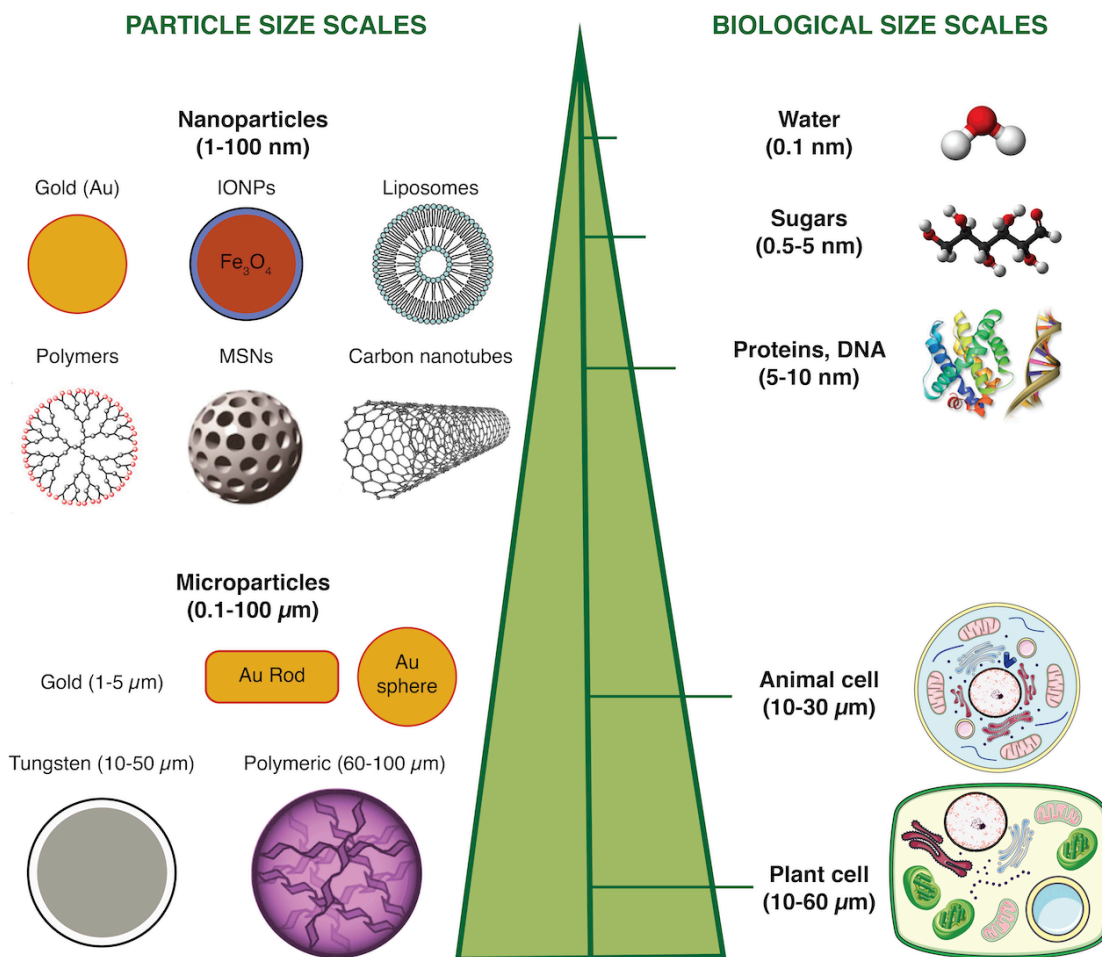 PARTICLE SIZE SCALES
BIOLOGICAL SIZE SCALES
Nanoparticles
(1-100 nm)
Gold (Au)
IONPs
Liposomes
Fe₃O₄
Polymers
MSNs
Carbon nanotubes
Microparticles
(0.1-100 µm)
Gold (1-5 µm)
Au Rod
Au
sphere
Tungsten (10-50 µm)
Polymeric (60-100 µm)
Water
(0.1 nm)
Sugars
(0.5-5 nm)
Proteins, DNA
(5-10 nm)
Animal cell
(10-30 µm)
Plant cell
(10-60 µm)